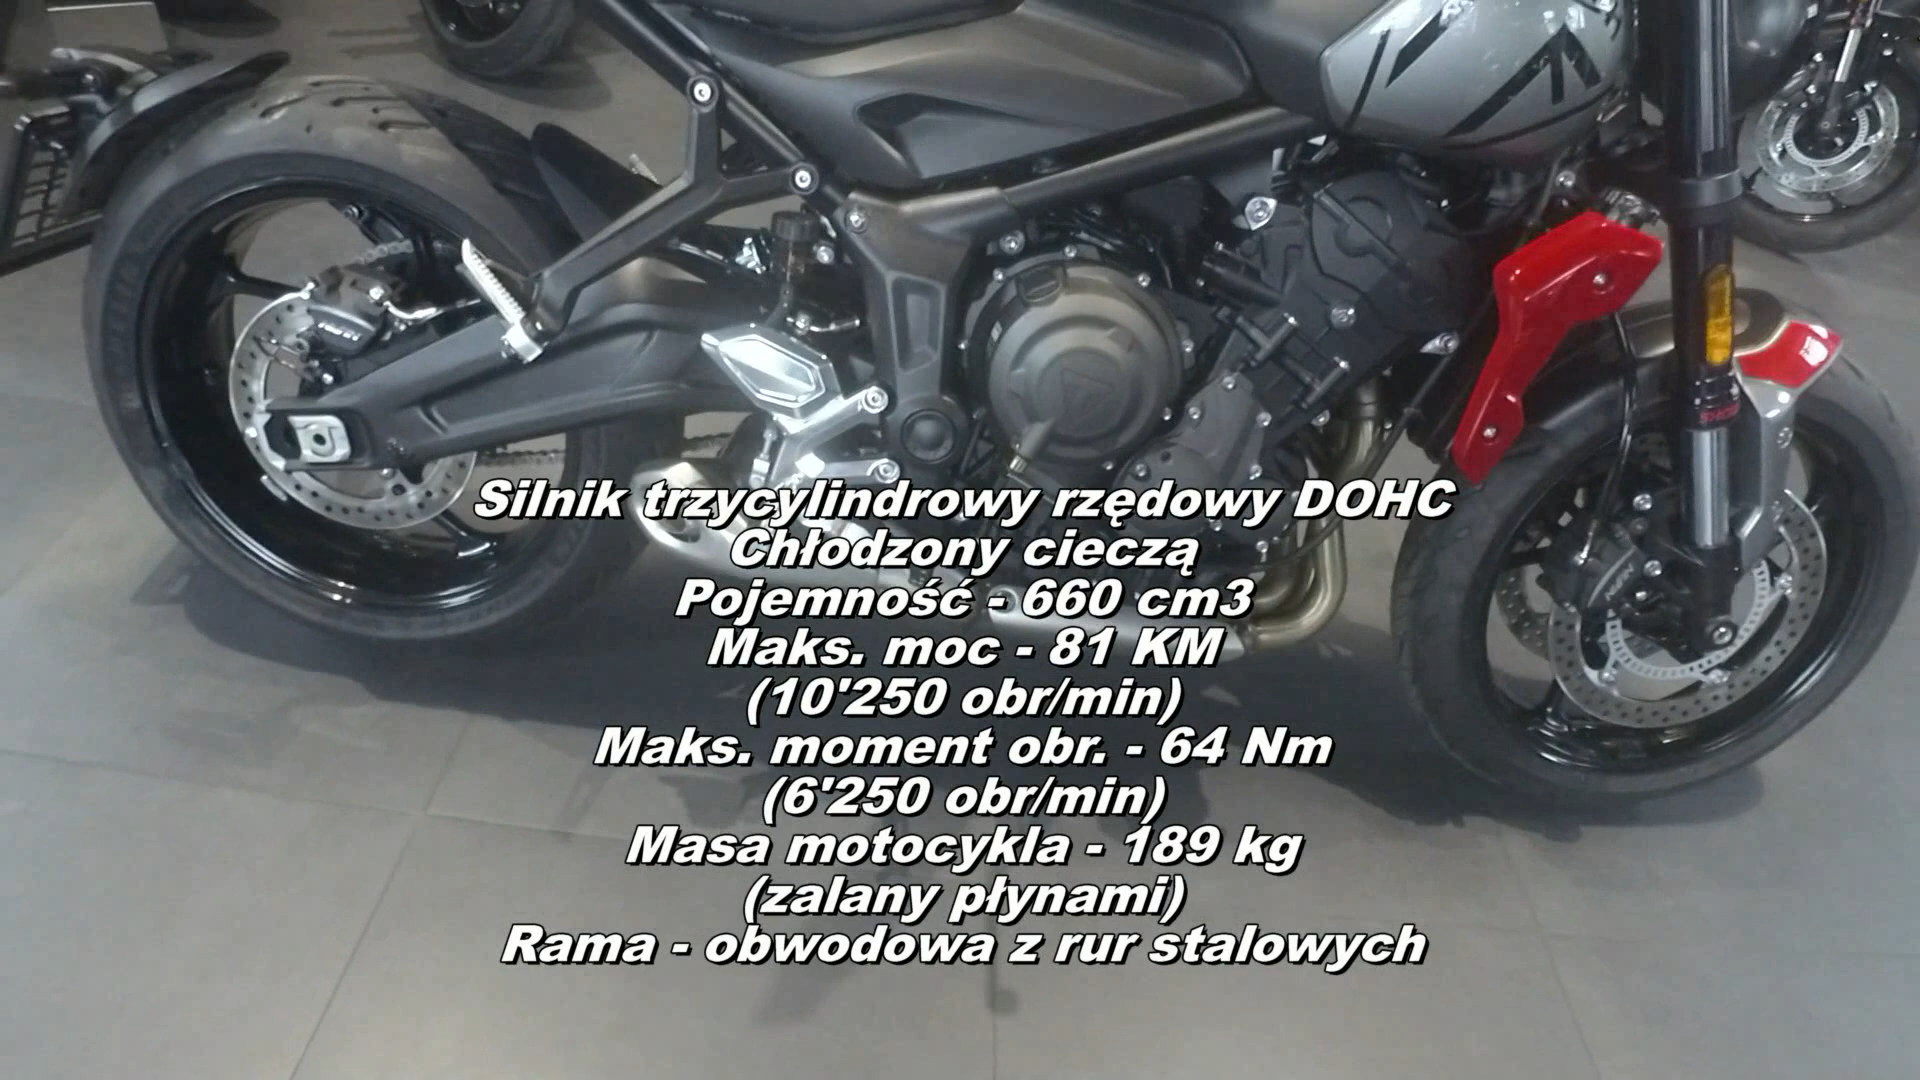 Silnik trzycylindrowy rzędowy DOHC
Chłodzony cieczą
Pojemność - 660 cm3
Maks. moc - 81 KM
(10'250 obr/min)
Maks. moment obr. - 64 Nm
(6'250 obr/min)
Masa motocykla - 189 kg
(zalany płynami)
Rama - obwodowa z rur stalowych